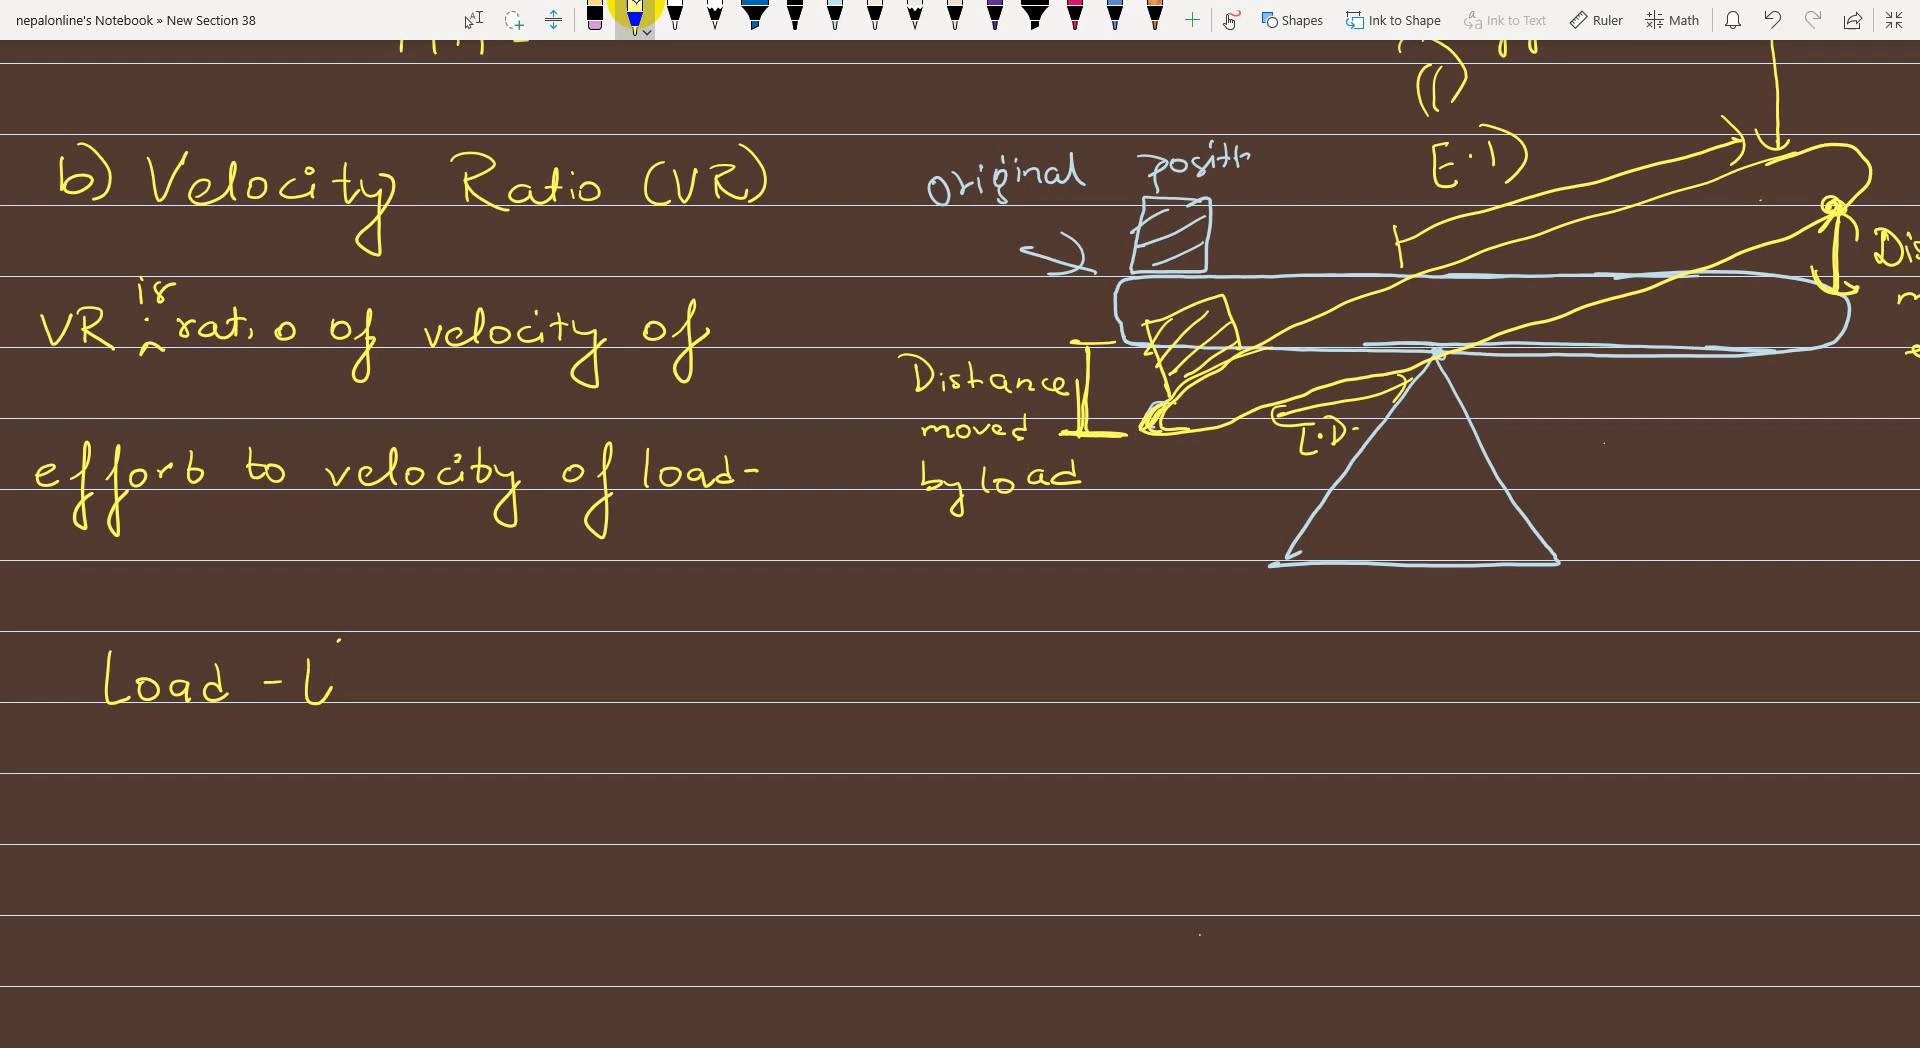 nepalonline's Notebook » New Section 38
Shapes
Ink to Shape
Ink to Text
Ruler
Math
b) Velocity Ratio (VR)
VR is ratio of velocity of
effort to velocity of load-
Load - L
original
E.D
Distance
moved
by load
L.D.
Dis
m
e